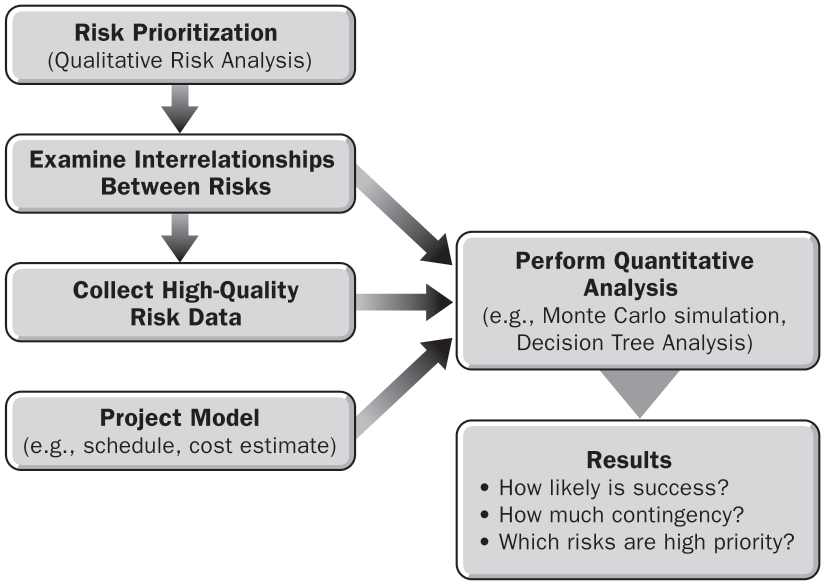 Risk Prioritization
(Qualitative Risk Analysis)
Examine Interrelationships
Between Risks
Collect High-Quality
Risk Data
Project Model
(e.g., schedule, cost estimate)
Perform Quantitative
Analysis
(e.g., Monte Carlo simulation,
Decision Tree Analysis)
Results
• How likely is success?
• How much contingency?
• Which risks are high priority?